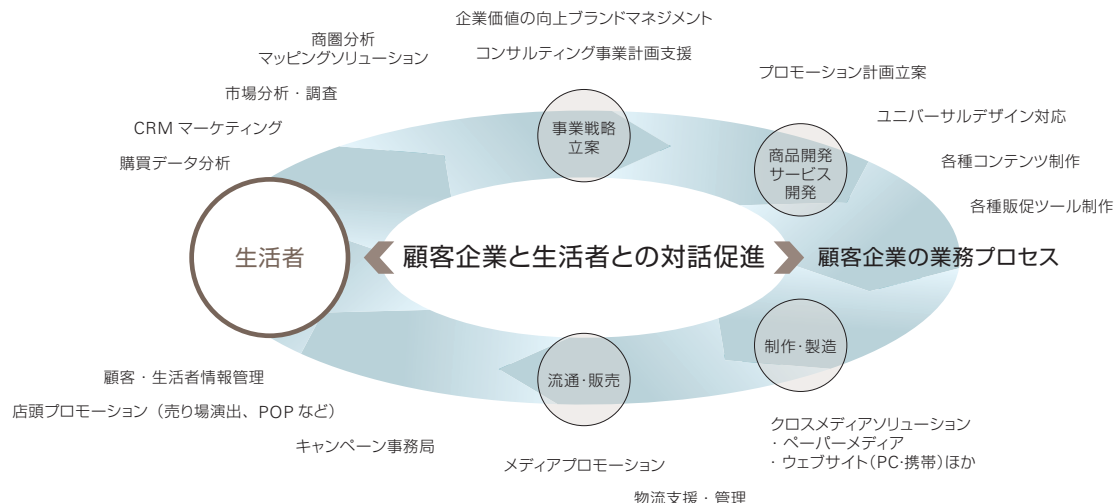 企業価値の向上ブランドマネジメント
商圏分析
マッピングソリューション
コンサルティング事業計画支援
プロモーション計画立案
市場分析・調査
ユニバーサルデザイン対応
CRM マーケティング
事業戦略
立案
購買データ分析
商品開発
サービス
開発
各種コンテンツ制作
各種販促ツール制作
生活者
顧客企業と生活者との対話促進
顧客企業の業務プロセス
制作・製造
流通・販売
顧客・生活者情報管理
店頭プロモーション（売り場演出、POP など）
キャンペーン事務局
メディアプロモーション
物流支援・管理
クロスメディアソリューション
・ペーパーメディア
・ウェブサイト（PC・携帯）ほか